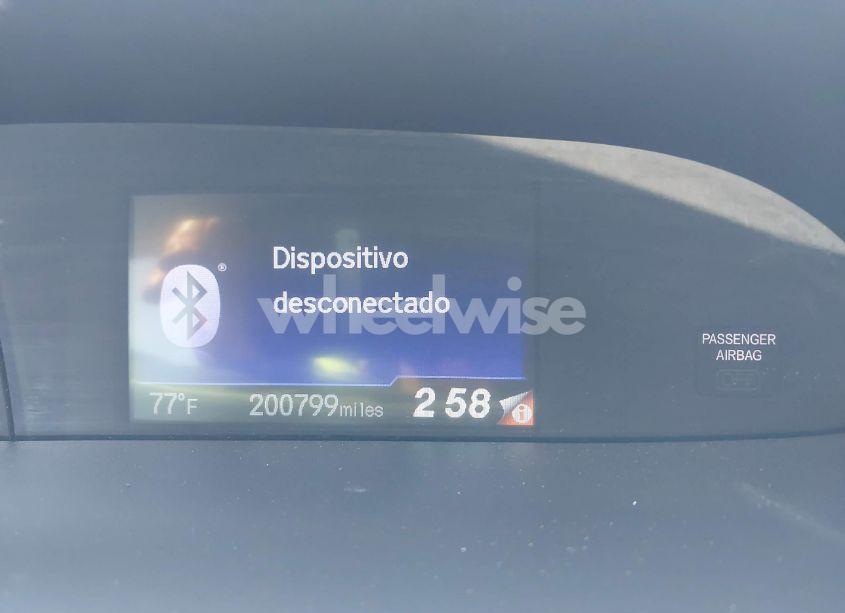 Dispositivo
desconectado
wheelwise
®
77°F 200799miles 2 58
i
PASSENGER
AIRBAG